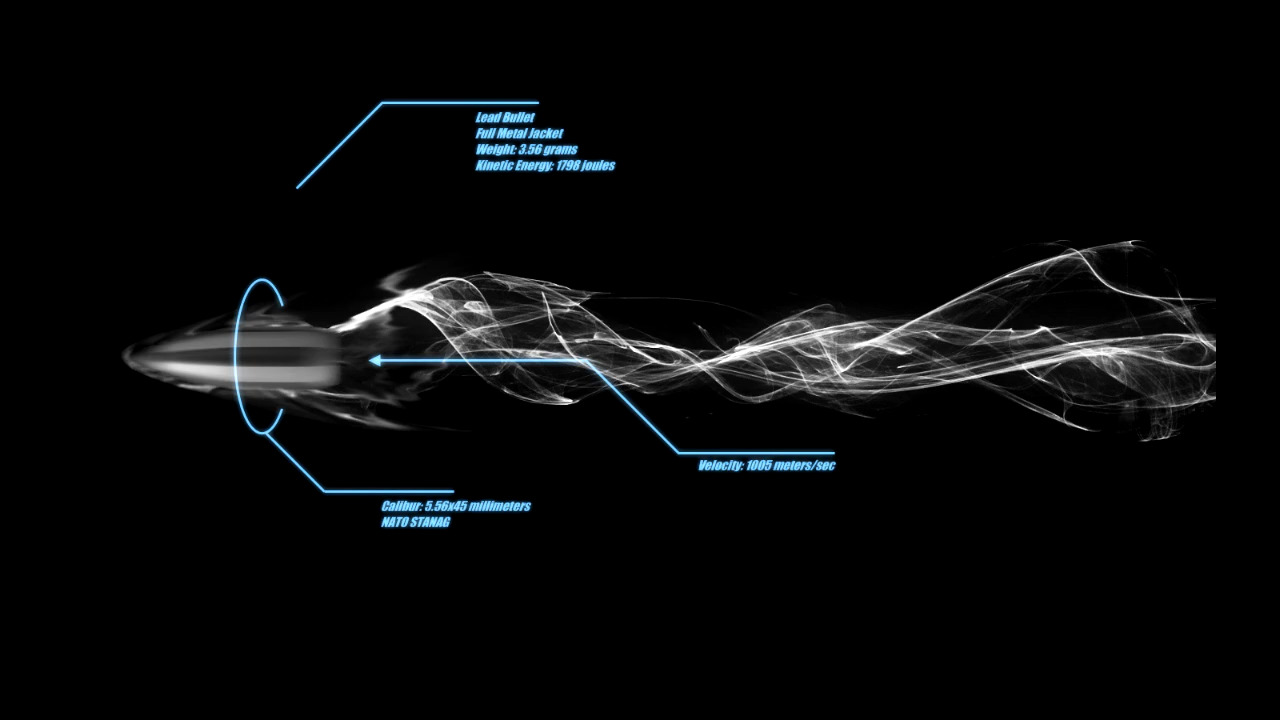 Lead Bullet
Full Metal Jacket
Weight: 3.56 grams
Kinetic Energy: 1798 joules
Velocity: 1005 meters/sec
Calibur: 5.56x45 millimeters
NATO STANAG